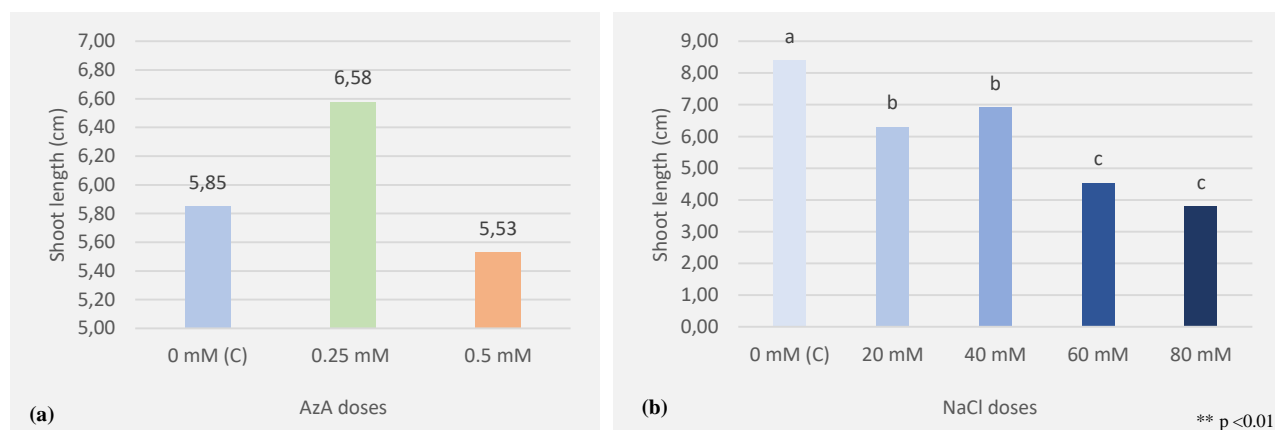 7,00
6,80
6,60
6,40
6,20
6,00
5,80
5,60
5,40
5,20
5,00
Shoot length (cm)
5,85
6,58
5,53
0 mM (C) 0.25 mM 0.5 mM
AzA doses
(a)
9,00
8,00
7,00
6,00
5,00
4,00
3,00
2,00
1,00
0,00
Shoot length (cm)
a
b
b
c
c
0 mM (C) 20 mM 40 mM 60 mM 80 mM
NaCl doses
(b)
** p <0.01